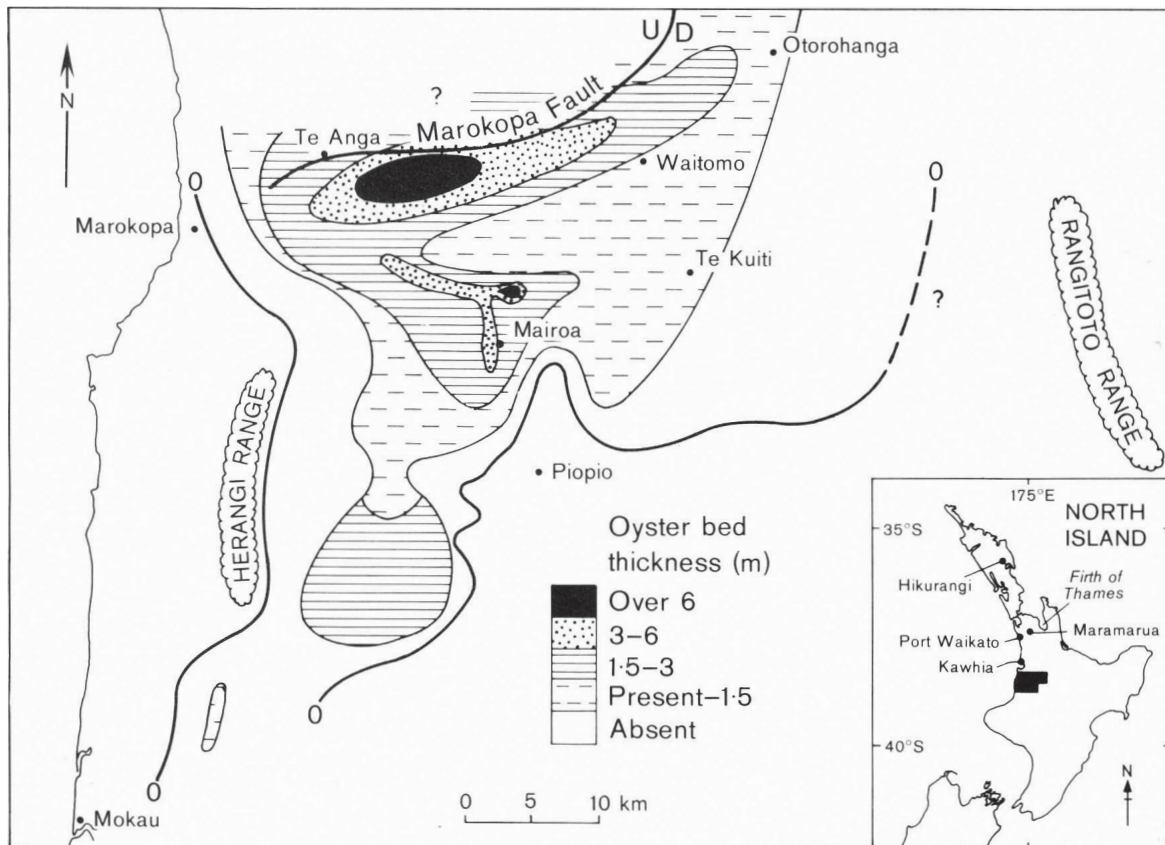 U D
Otorohanga
N
?
Marokopa Fault
Te Anga
Waitomo
0
0
Marokopa
RANGITOTO RANGE
Te Kuiti
?
Mairoa
HERANGI RANGE
Piopio
Oyster bed
thickness (m)
Over 6
3–6
1·5–3
Present–1·5
Absent
0
0
0 5 10 km
Mokau
175°E
NORTH
ISLAND
35°S
Hikurangi
Firth of
Thames
Port Waikato
Maramarua
Kawhia
40°S
N